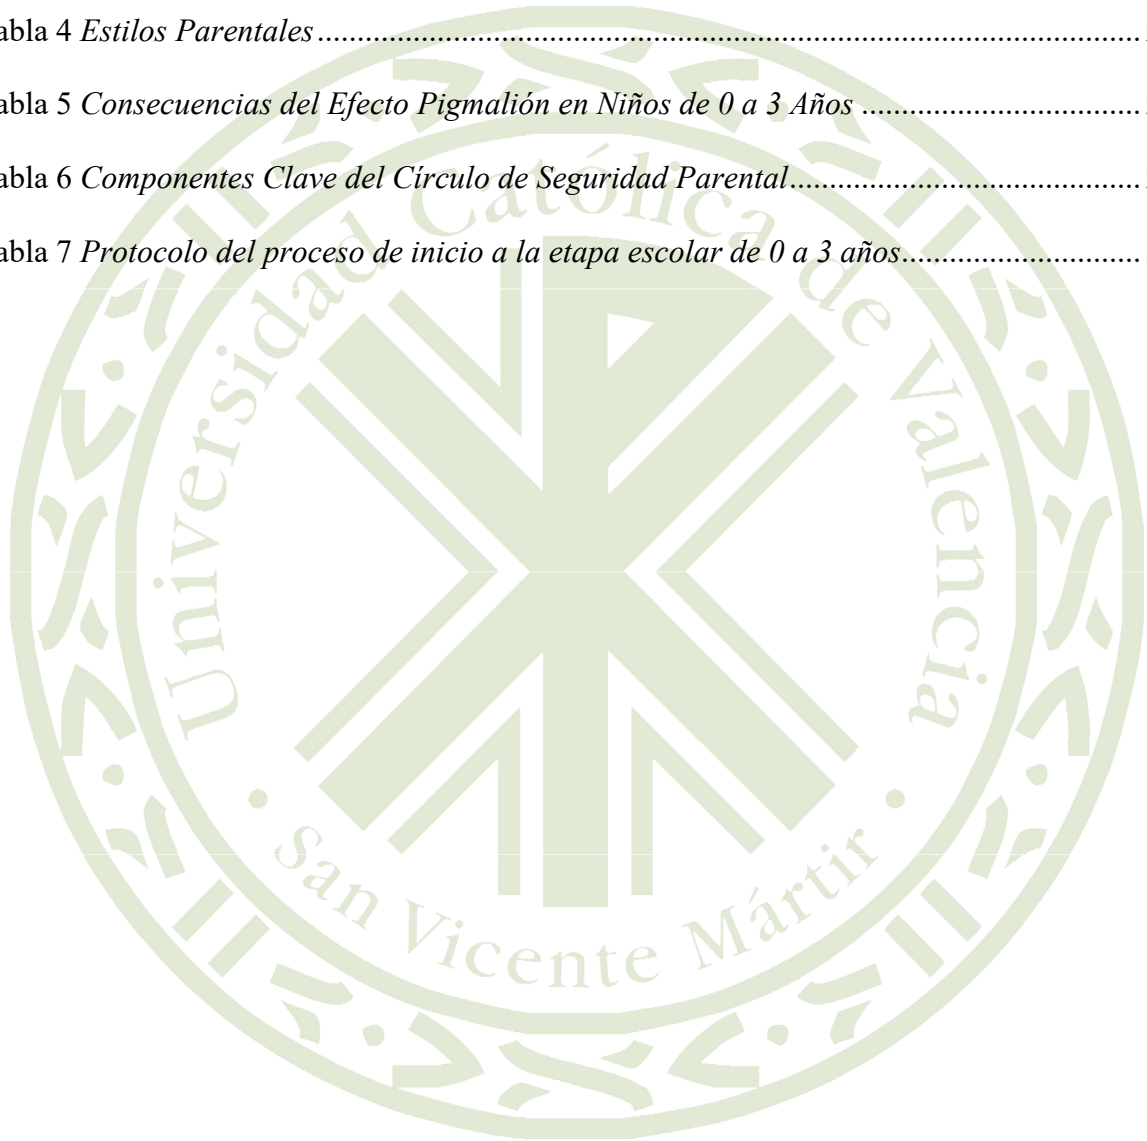 abla 4 Estilos Parentales
abla 5 Consecuencias del Efecto Pigmalión en Niños de 0 a 3 Años
abla 6 Componentes Clave del Círculo de Seguridad Parental
abla 7 Protocolo del proceso de inicio a la etapa escolar de 0 a 3 años
Universidad Católica de Valencia
• San Vicente Mártir •